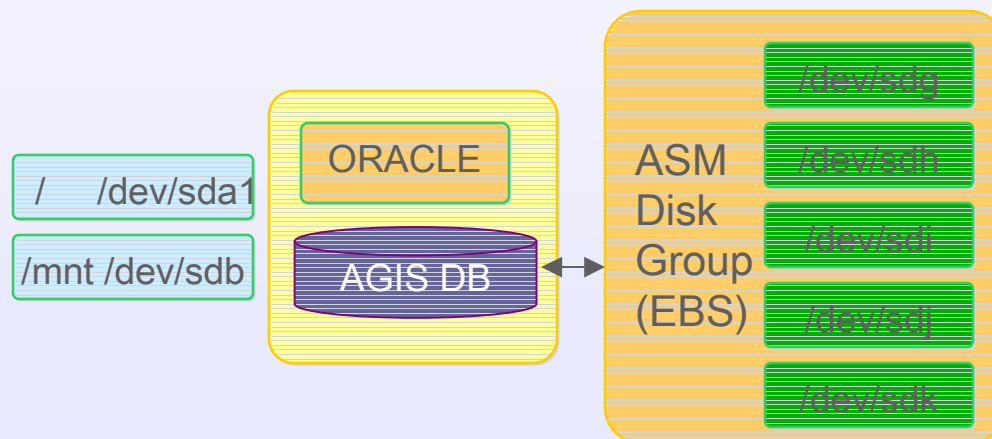 / /dev/sda1
/mnt /dev/sdb
ORACLE
AGIS DB
ASM
Disk
Group
(EBS)
/dev/sdg
/dev/sdh
/dev/sdi
/dev/sdj
/dev/sdk